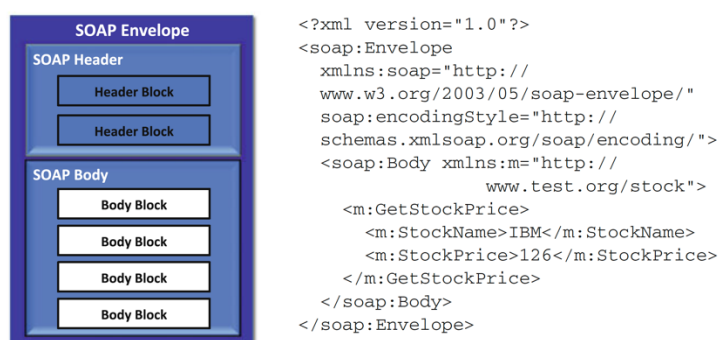 SOAP Envelope
SOAP Header
Header Block
Header Block
SOAP Body
Body Block
Body Block
Body Block
Body Block
<?xml version="1.0"?>
<soap:Envelope
xmlns:soap="http://
www.w3.org/2003/05/soap-envelope/"
soap:encodingStyle="http://
schemas.xmlsoap.org/soap/encoding/">
<soap:Body xmlns:m="http://
www.test.org/stock">
<m:GetStockPrice>
<m:StockName>IBM</m:StockName>
<m:StockPrice>126</m:StockPrice>
</m:GetStockPrice>
</soap:Body>
</soap:Envelope>